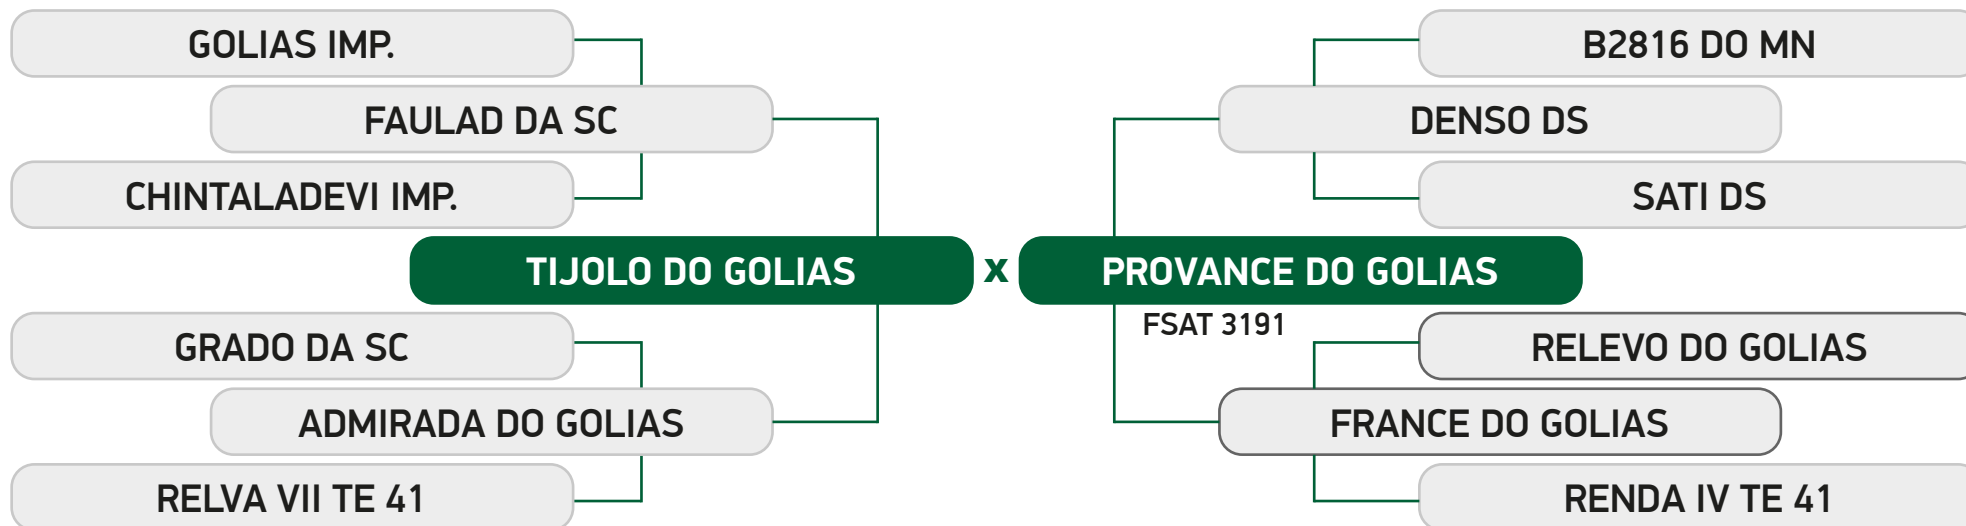 GOLIAS IMP.
B2816 DO MN
FAULAD DA SC
DENSO DS
CHINTALADEVI IMP.
SATI DS
TIJOLO DO GOLIAS x PROVANCE DO GOLIAS
FSAT 3191
GRADO DA SC
RELEVO DO GOLIAS
ADMIRADA DO GOLIAS
FRANCE DO GOLIAS
RELVA VII TE 41
RENDA IV TE 41